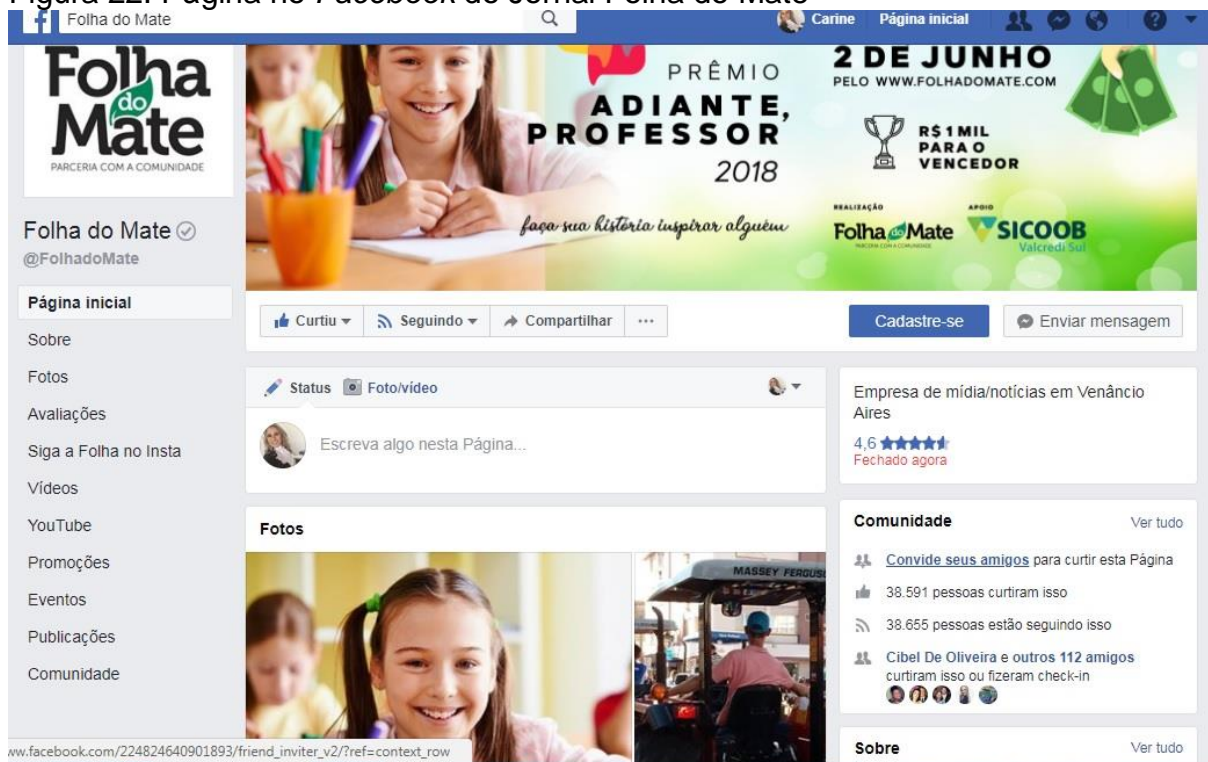 Figura 22: Página no Facebook do Jornal Folha do Mate
Folha do Mate
Carine Página inicial
Folha
do
Mate
PARCERIA COM A COMUNIDADE
PRÊMIO
ADIANTE,
PROFESSOR
2018
faça sua história inspirar alguém
2 DE JUNHO
PELO WWW.FOLHADOMATE.COM
R$ 1 MIL
PARA O
VENCEDOR
REALIZAÇÃO
Folha do Mate
PARCERIA COM A COMUNIDADE
APOIO
SICOOB
Valcredi Sul
Folha do Mate
@FolhadoMate
Página inicial
Sobre
Fotos
Avaliações
Siga a Folha no Insta
Vídeos
YouTube
Promoções
Eventos
Publicações
Comunidade
Curtiu Seguindo Compartilhar ...
Cadastre-se Enviar mensagem
Status Foto/vídeo
Escreva algo nesta Página...
Fotos
MASSEY FERGUS
Empresa de mídia/notícias em Venâncio
Aires
4,6
Fechado agora
Comunidade Ver tudo
Convide seus amigos para curtir esta Página
38.591 pessoas curtiram isso
38.655 pessoas estão seguindo isso
Cibel De Oliveira e outros 112 amigos
curtiram isso ou fizeram check-in
Sobre Ver tudo
ww.facebook.com/224824640901893/friend_inviter_v2/?ref=context_row